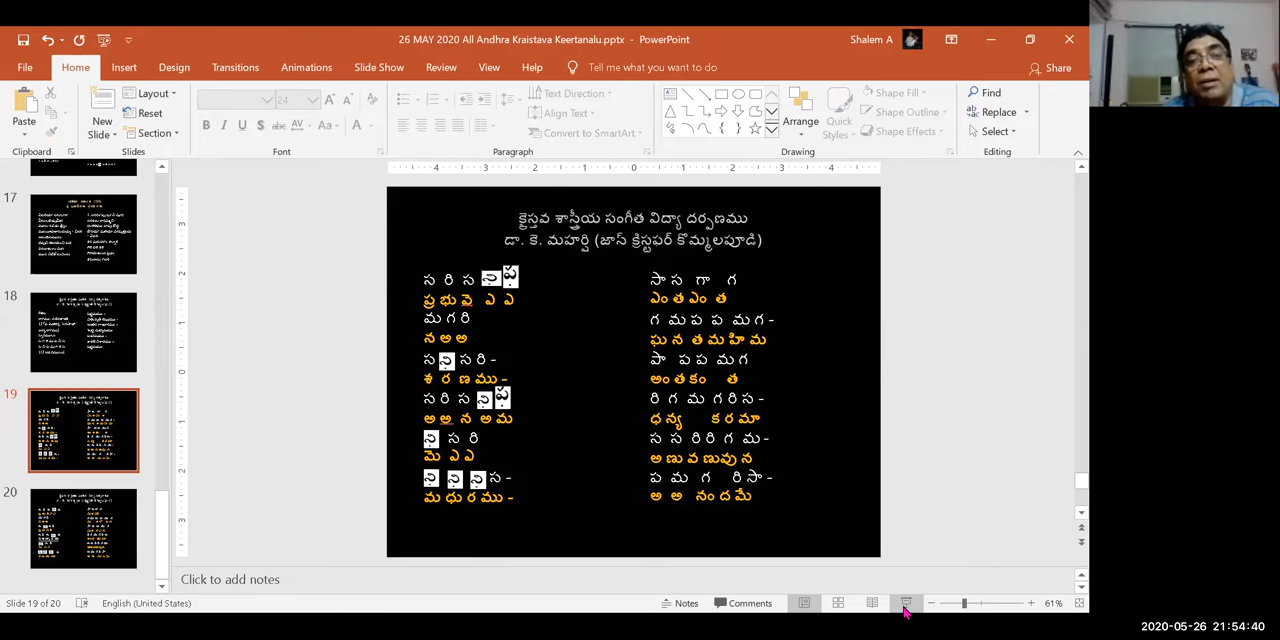 26 MAY 2020 All Andhra Kraistava Keertanalu.pptx - PowerPoint
Shalem A
File Home Insert Design Transitions Animations Slide Show Review View Help Tell me what you want to do Share
Paste
New Slide
Layout
Reset
Section
24
B I U S abc AV Aa A
Text Direction
Align Text
Convert to SmartArt
Arrange
Quick Styles
Shape Fill
Shape Outline
Shape Effects
Find
Replace
Select
Clipboard Slides Font Paragraph Drawing Editing
17
18
19
20
క్రైస్తవ శాస్త్రీయ సంగీత విద్యా దర్పణము
డా. కె. మహర్షి (జాస్ క్రిస్టఫర్ కొమ్మలపూడి)
స రి స ని ప
ప్ర భు వై ఎ ఎ
మ గ రి
న అ అ
స ని స రి -
శ ర ణ ము -
స రి స ని ప
అ ఆ న అ మ
ని స రి
మె ఎ ఎ
ని ని ని స -
మ ధు ర ము -
సా స గా గ
ఎం త ఎం త
గ మ ప ప మ గ -
ఘ న త మ హి మ
పా ప ప మ గ
అం త కం త
రి గ మ గ రి స -
ధ న్య క ర మా
స స రి రి గ మ -
అ ణు వ ణు వు న
ప మ గ రి సా -
అ అ నం ద మే
Click to add notes
Slide 19 of 20 English (United States) Notes Comments 61%
2020-05-26 21:54:40